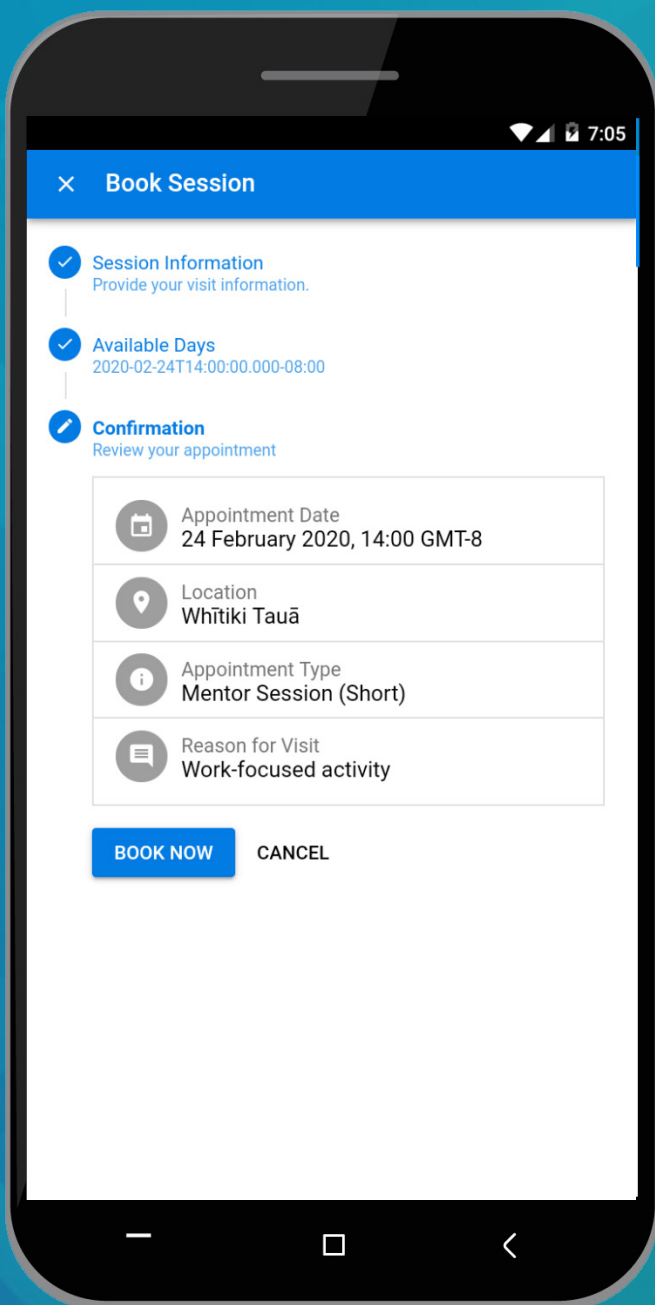 7:05
Book Session
Session Information
Provide your visit information.
Available Days
2020-02-24T14:00:00.000-08:00
Confirmation
Review your appointment
Appointment Date
24 February 2020, 14:00 GMT-8
Location
Whītiki Tauā
Appointment Type
Mentor Session (Short)
Reason for Visit
Work-focused activity
BOOK NOW CANCEL